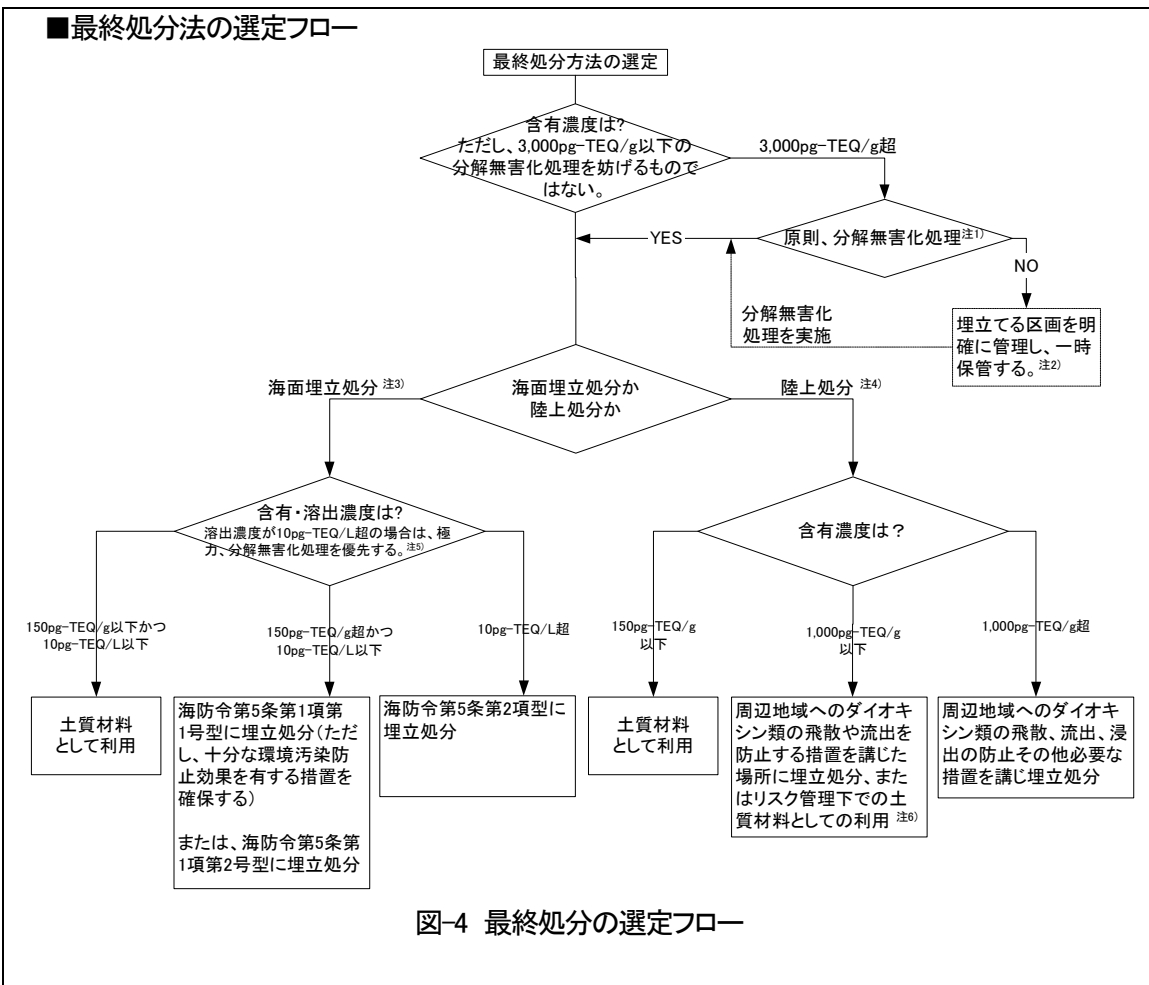 ■最終処分法の選定フロー
最終処分方法の選定
含有濃度は?
ただし、3,000pg-TEQ/g以下の
分解無害化処理を妨げるもので
はない。
3,000pg-TEQ/g超
原則、分解無害化処理注1)
YES
NO
分解無害化
処理を実施
埋立てる区画を明
確に管理し、一時
保管する。注2)
海面埋立処分か
陸上処分か
海面埋立処分 注3)
陸上処分 注4)
含有・溶出濃度は?
溶出濃度が10pg-TEQ/L超の場合は、極
力、分解無害化処理を優先する。注5)
含有濃度は？
150pg-TEQ/g以下かつ
10pg-TEQ/L以下
150pg-TEQ/g超かつ
10pg-TEQ/L以下
10pg-TEQ/L超
150pg-TEQ/g
以下
1,000pg-TEQ/g
以下
1,000pg-TEQ/g超
土質材料
として利用
海防令第5条第1項第
1号型に埋立処分(ただ
し、十分な環境汚染防
止効果を有する措置を
確保する)
または、海防令第5条第
1項第2号型に埋立処分
海防令第5条第2項型に
埋立処分
土質材料
として利用
周辺地域へのダイオキ
シン類の飛散や流出を
防止する措置を講じた
場所に埋立処分、また
はリスク管理下での土
質材料としての利用 注6)
周辺地域へのダイオキ
シン類の飛散、流出、浸
出の防止その他必要な
措置を講じ埋立処分
図-4 最終処分の選定フロー